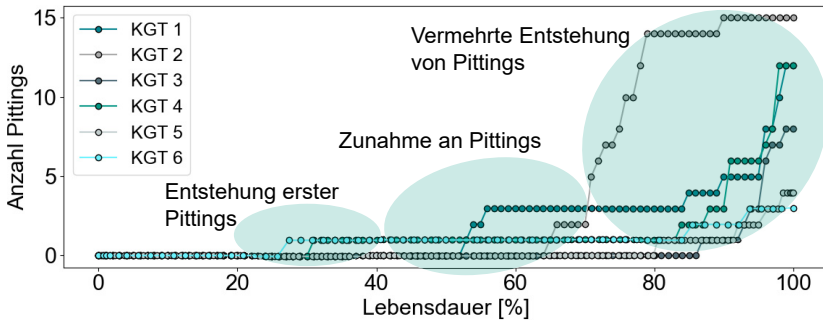 15
10
5
0
Anzahl Pittings
KGT 1
KGT 2
KGT 3
KGT 4
KGT 5
KGT 6
Entstehung erster
Pittings
Zunahme an Pittings
Vermehrte Entstehung
von Pittings
0 20 40 60 80 100
Lebensdauer [%]